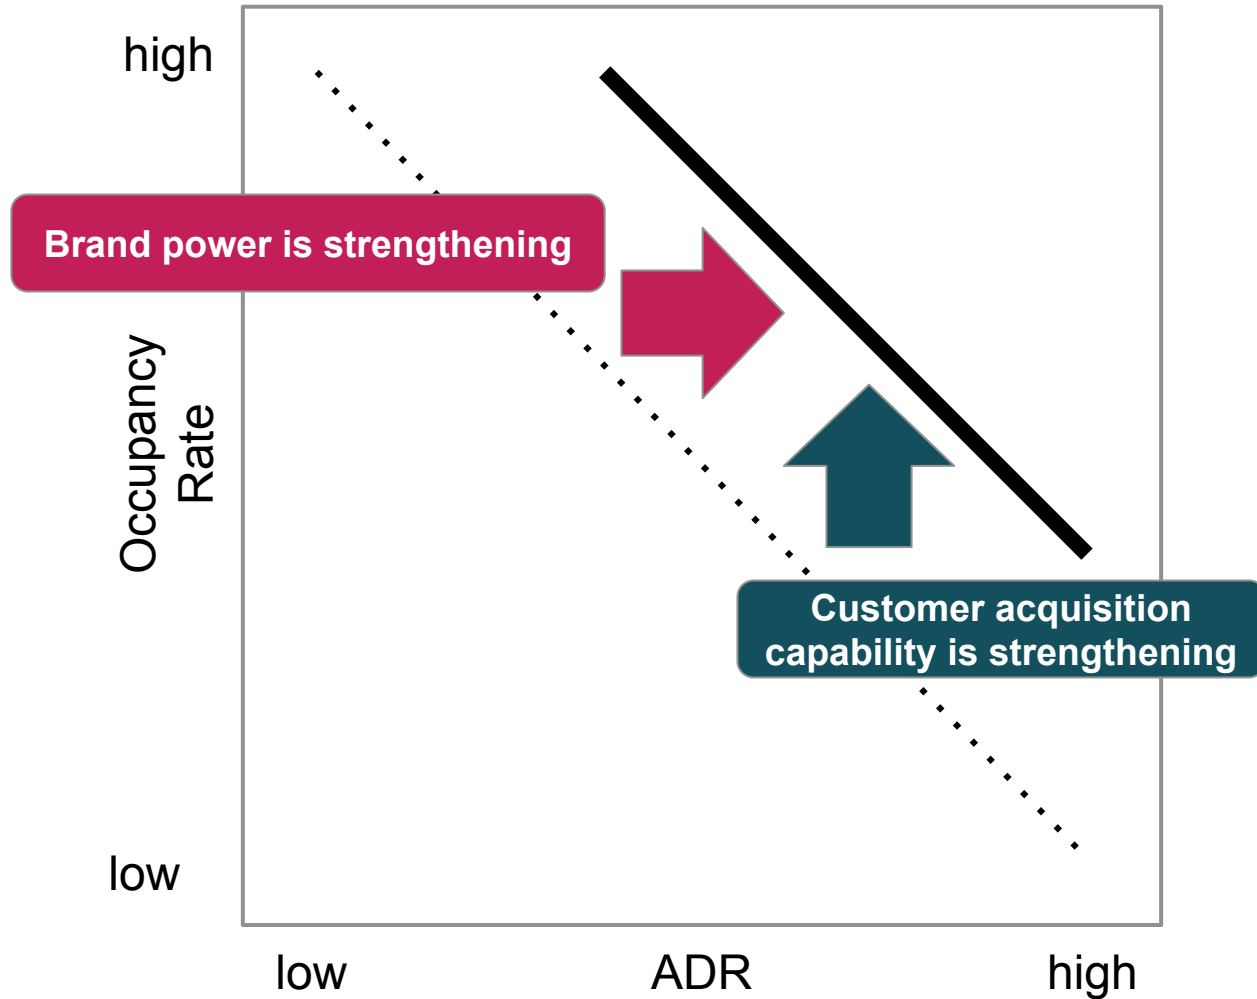 high
Brand power is strengthening
Occupancy
Rate
Customer acquisition
capability is strengthening
low
low
ADR
high